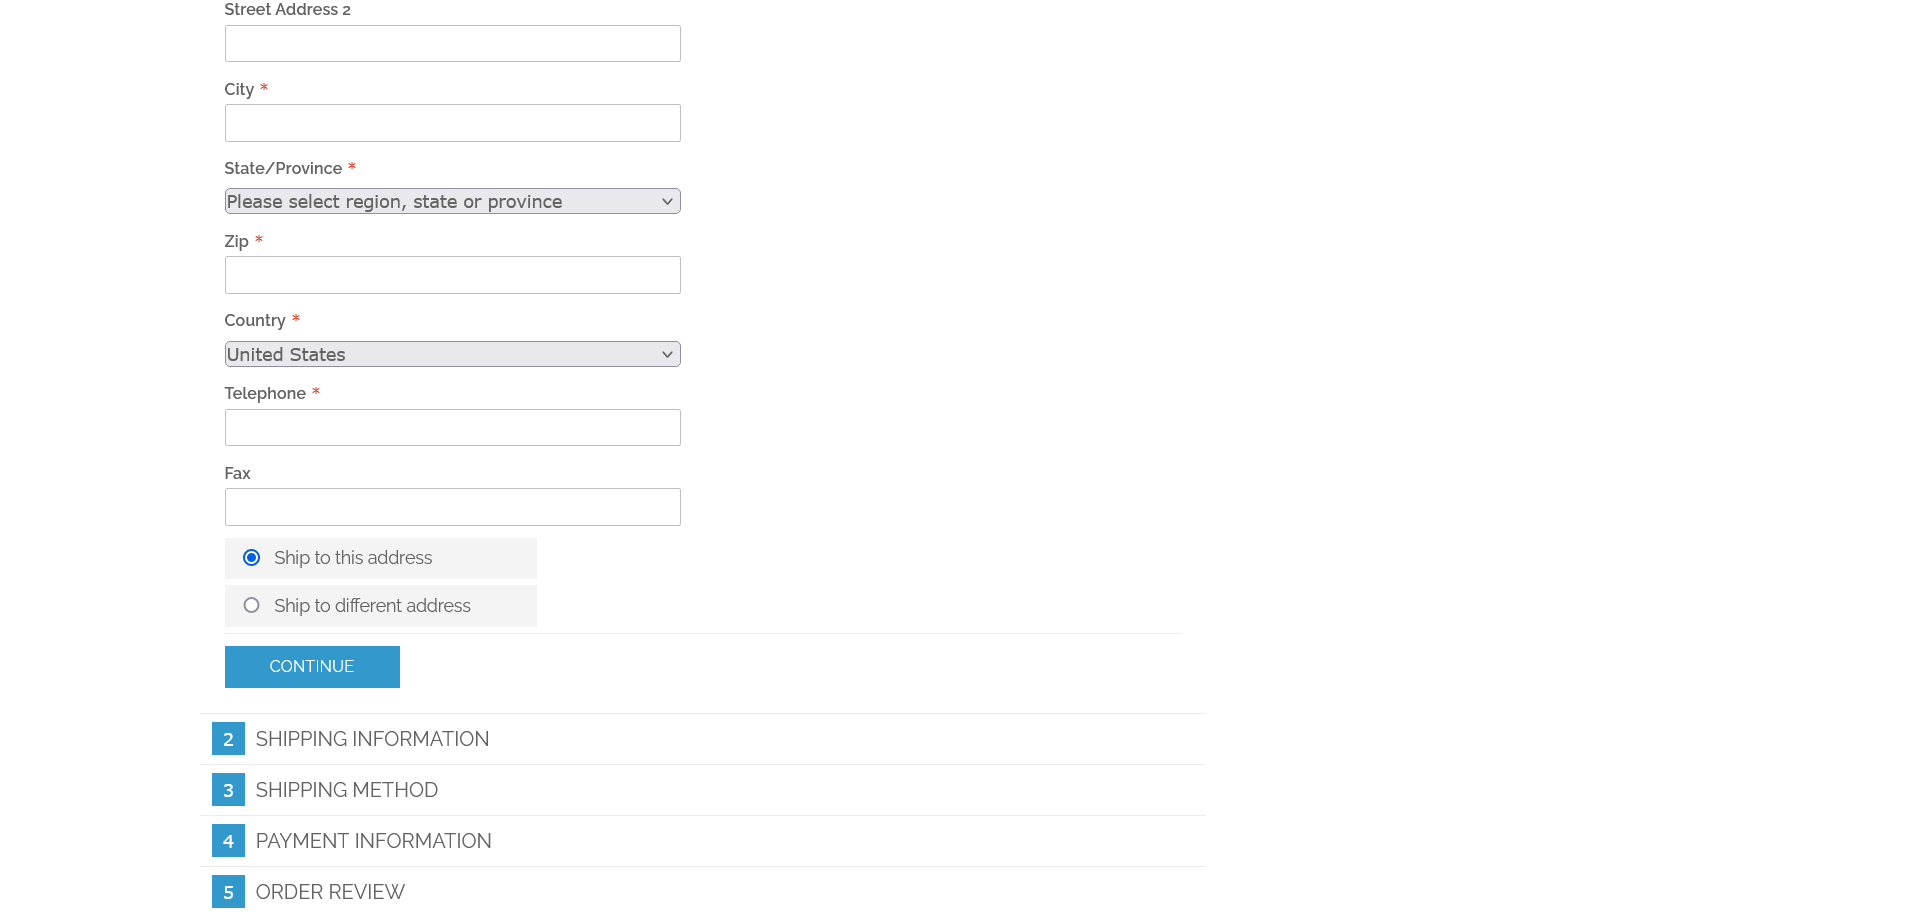 Street Address 2
City *
State/Province *
Please select region, state or province
Zip *
Country *
United States
Telephone *
Fax
Ship to this address
Ship to different address
CONTINUE
2 SHIPPING INFORMATION
3 SHIPPING METHOD
4 PAYMENT INFORMATION
5 ORDER REVIEW